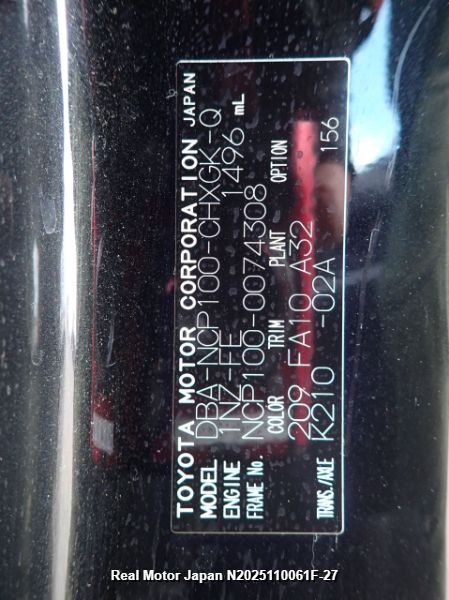 TOYOTA MOTOR CORPORATION JAPAN
MODEL DBA-NCP100-CHXGK-Q
ENGINE 1NZ-FE 1496 mL
FRAME No. NCP100-0074308
COLOR TRIM PLANT OPTION
209 FA10 A32
TRANS./AXLE K210 -02A 156
Real Motor Japan N2025110061F-27